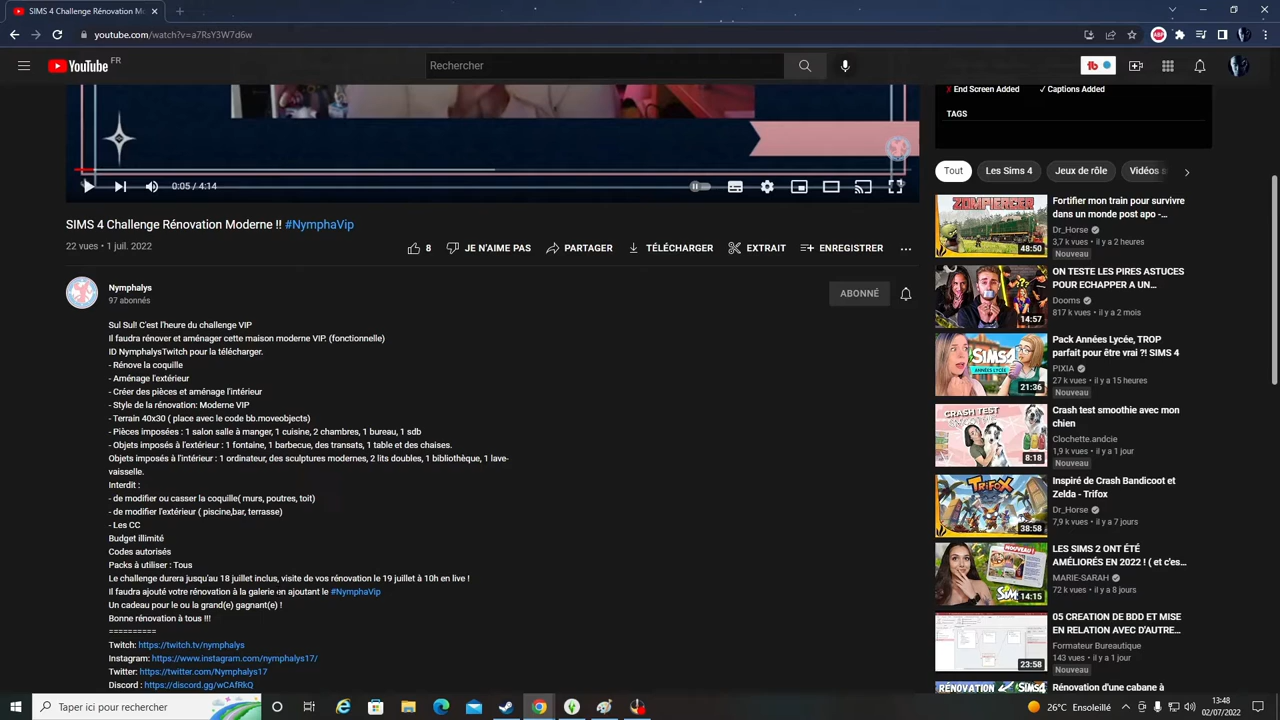 SIMS 4 Challenge Rénovation M
youtube.com/watch?v=a7RsY3W7d6w
YouTube FR
Rechercher
X End Screen Added ✓ Captions Added
TAGS
0:05 / 4:14
Tout Les Sims 4 Jeux de rôle Vidéos
SIMS 4 Challenge Rénovation Moderne !! #NymphaVip
22 vues • 1 juil. 2022
8 JE N'AIME PAS PARTAGER TÉLÉCHARGER EXTRAIT ENREGISTRER ...
Nymphalys
97 abonnés
ABONNÉ
Sul Sul! C'est l'heure du challenge VIP
Il faudra rénover et aménager cette maison moderne VIP. (fonctionnelle)
ID NymphalysTwitch pour la télécharger.
- Rénove la coquille
- Aménage l'extérieur
- Créer des pièces et aménage l'intérieur
- Style de la rénovation: Moderne VIP
- Terrain 40x30 ( place avec le code bb.moveobjects)
- Pièces imposées : 1 salon salle à manger, 1 cuisine, 2 chambres, 1 bureau, 1 sdb
- Objets imposés à l'extérieur : 1 fontaine, 1 barbecue, des transats, 1 table et des chaises.
Objets imposés à l'intérieur : 1 ordinateur, des sculptures modernes, 2 lits doubles, 1 bibliothèque, 1 lave-
vaisselle.
Interdit :
- de modifier ou casser la coquille( murs, poutres, toit)
- de modifier l'extérieur ( piscine,bar, terrasse)
- Les CC
Budget illimité
Codes autorisés
Packs à utiliser : Tous
Le challenge durera jusqu'au 18 juillet inclus, visite de vos rénovation le 19 juillet à 10h en live !
Il faudra ajouté votre rénovation à la galerie en ajoutant le #NymphaVip
Un cadeau pour le ou la grand(e) gagnant(e) !
Bonne rénovation à tous !!!
==========
Twitch: https://twitch.tv/nymphalys
Instagram: https://www.instagram.com/nymphalys17/
Twitter: https://twitter.com/Nymphalys17
Discord : https://discord.gg/wCAfRkQ
ZOMPIERCER
48:50
Fortifier mon train pour survivre
dans un monde post apo -...
Dr_Horse
3,7 k vues • il y a 2 heures
Nouveau
14:57
ON TESTE LES PIRES ASTUCES
POUR ECHAPPER A UN...
Dooms
817 k vues • il y a 2 mois
SIMS4
ANNÉES LYCÉE
21:36
Pack Années Lycée, TROP
parfait pour être vrai ?! SIMS 4
PIXIA
27 k vues • il y a 15 heures
Nouveau
CRASH TEST
SMOOTHIE
8:18
Crash test smoothie avec mon
chien
Clochette.andcie
1,9 k vues • il y a 1 jour
Nouveau
TRIFOX
38:58
Inspiré de Crash Bandicoot et
Zelda - Trifox
Dr_Horse
7,9 k vues • il y a 7 jours
NOUVEAU !
14:15
LES SIMS 2 ONT ÉTÉ
AMÉLIORÉS EN 2022 ! ( et c'es...
MARIE-SARAH
72 k vues • il y a 8 jours
23:58
05 CREATION DE BDD ET MISE
EN RELATION AVEC D'AUTRE...
Formateur Bureautique
143 vues • il y a 1 jour
RÉNOVATION SIMS4
Rénovation d'une cabane à
Taper ici pour rechercher
26°C Ensoleillé
13:48
02/07/2022